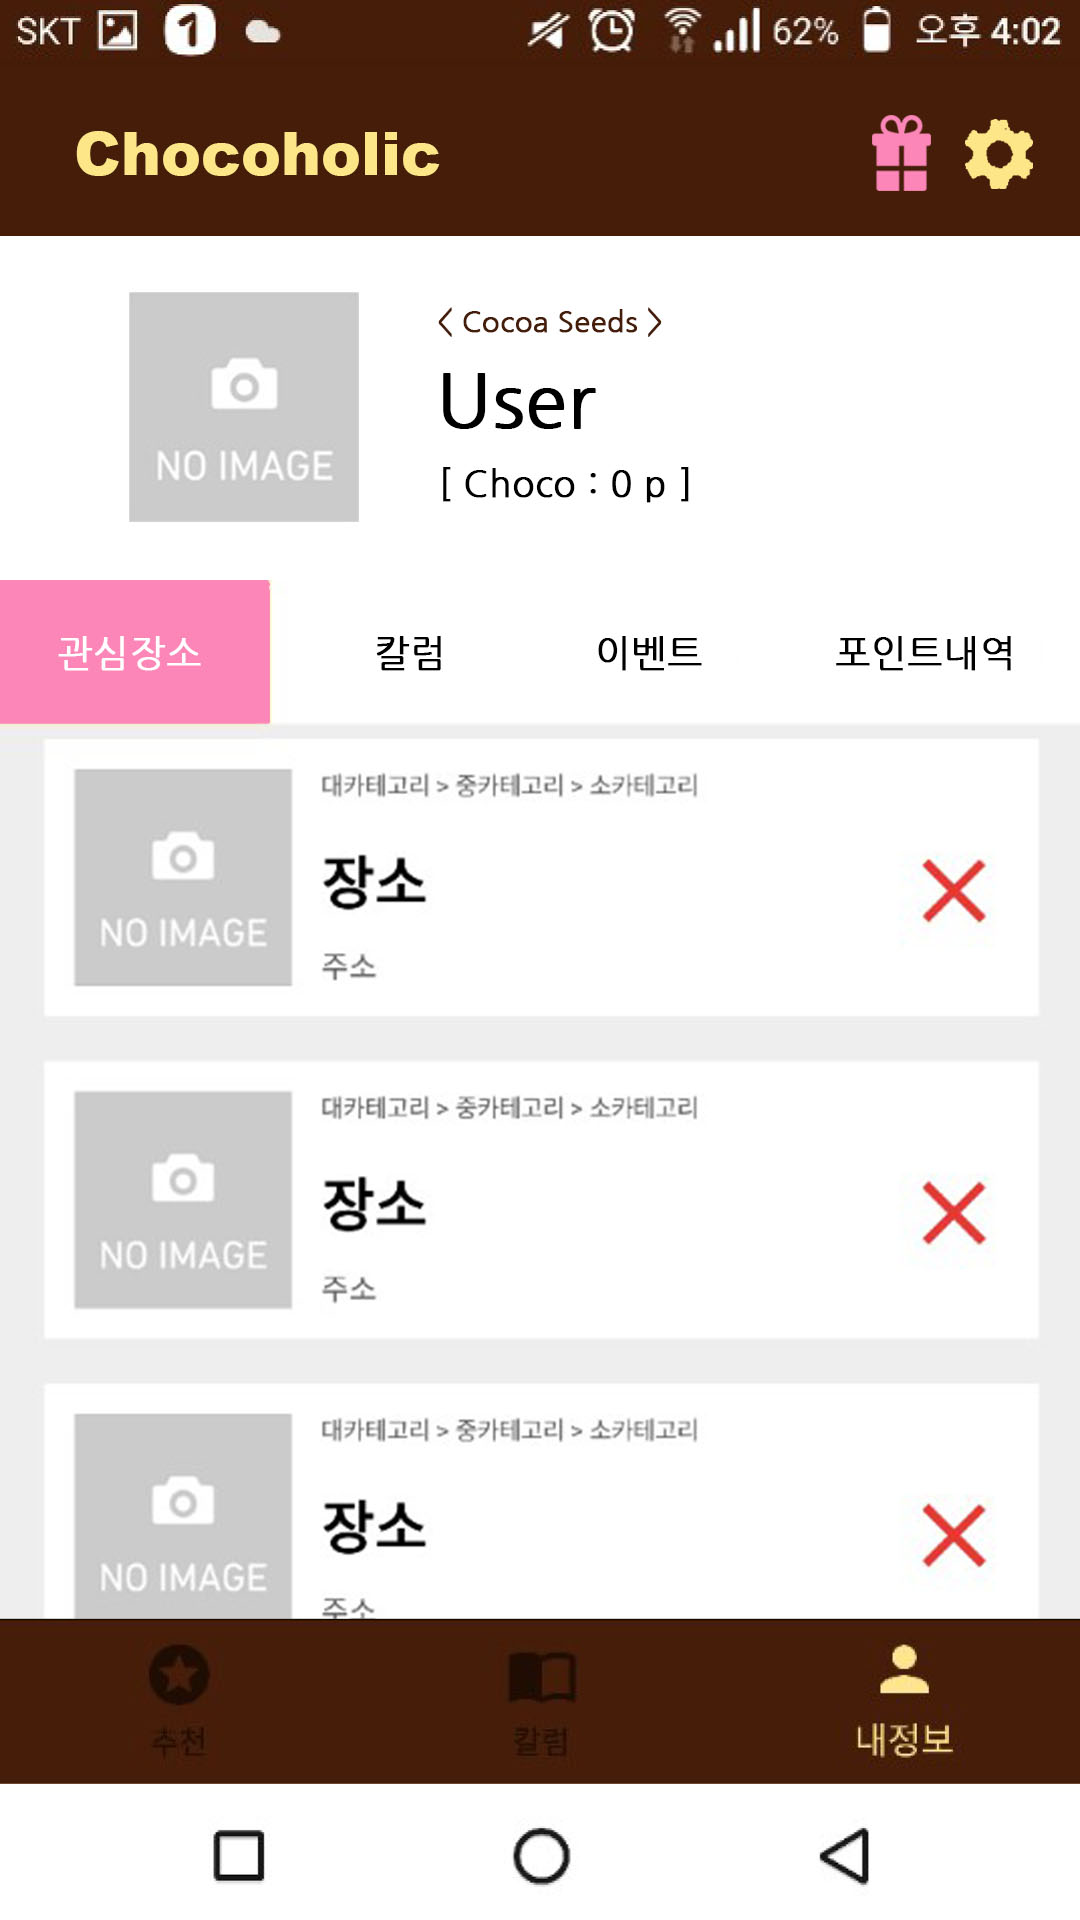 SKT 1 62% 오후 4:02
Chocoholic
NO IMAGE
〈 Cocoa Seeds 〉
User
[ Choco : 0 p ]
관심장소 칼럼 이벤트 포인트내역
NO IMAGE
대카테고리 > 중카테고리 > 소카테고리
장소
주소
NO IMAGE
대카테고리 > 중카테고리 > 소카테고리
장소
주소
NO IMAGE
대카테고리 > 중카테고리 > 소카테고리
장소
주소
추천 칼럼 내정보